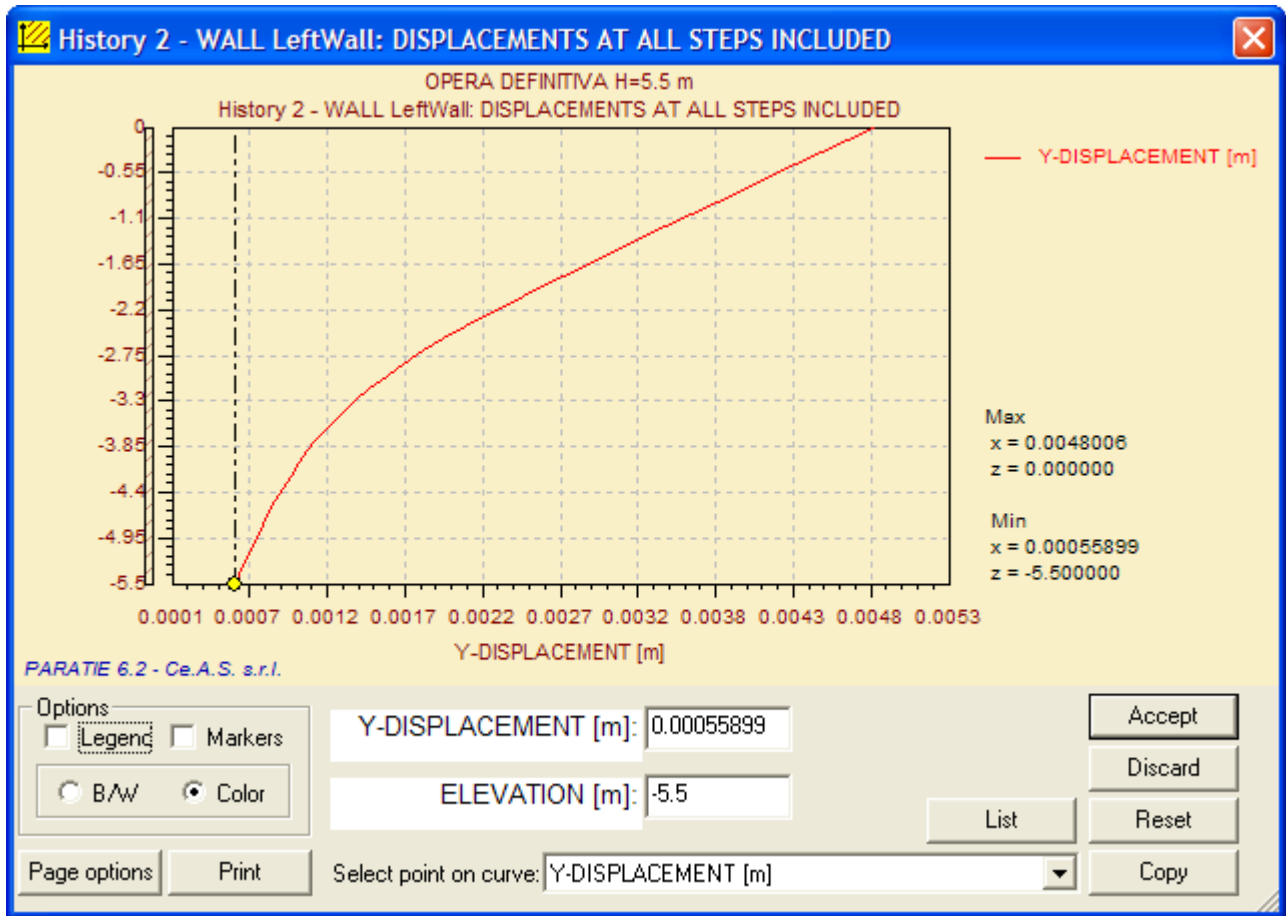 History 2 - WALL LeftWall: DISPLACEMENTS AT ALL STEPS INCLUDED
OPERA DEFINITIVA H=5.5 m
History 2 - WALL LeftWall: DISPLACEMENTS AT ALL STEPS INCLUDED
0
-0.55
-1.1
-1.65
-2.2
-2.75
-3.3
-3.85
-4.4
-4.95
-5.5
Y-DISPLACEMENT [m]
Max
x = 0.0048006
z = 0.000000
Min
x = 0.00055899
z = -5.500000
0.0001 0.0007 0.0012 0.0017 0.0022 0.0027 0.0032 0.0038 0.0043 0.0048 0.0053
Y-DISPLACEMENT [m]
PARATIE 6.2 - Ce.A.S. s.r.l.
Options
Legend Markers
B/W Color
Page options Print
Y-DISPLACEMENT [m]: 0.00055899
ELEVATION [m]: -5.5
Select point on curve: Y-DISPLACEMENT [m]
List
Accept
Discard
Reset
Copy